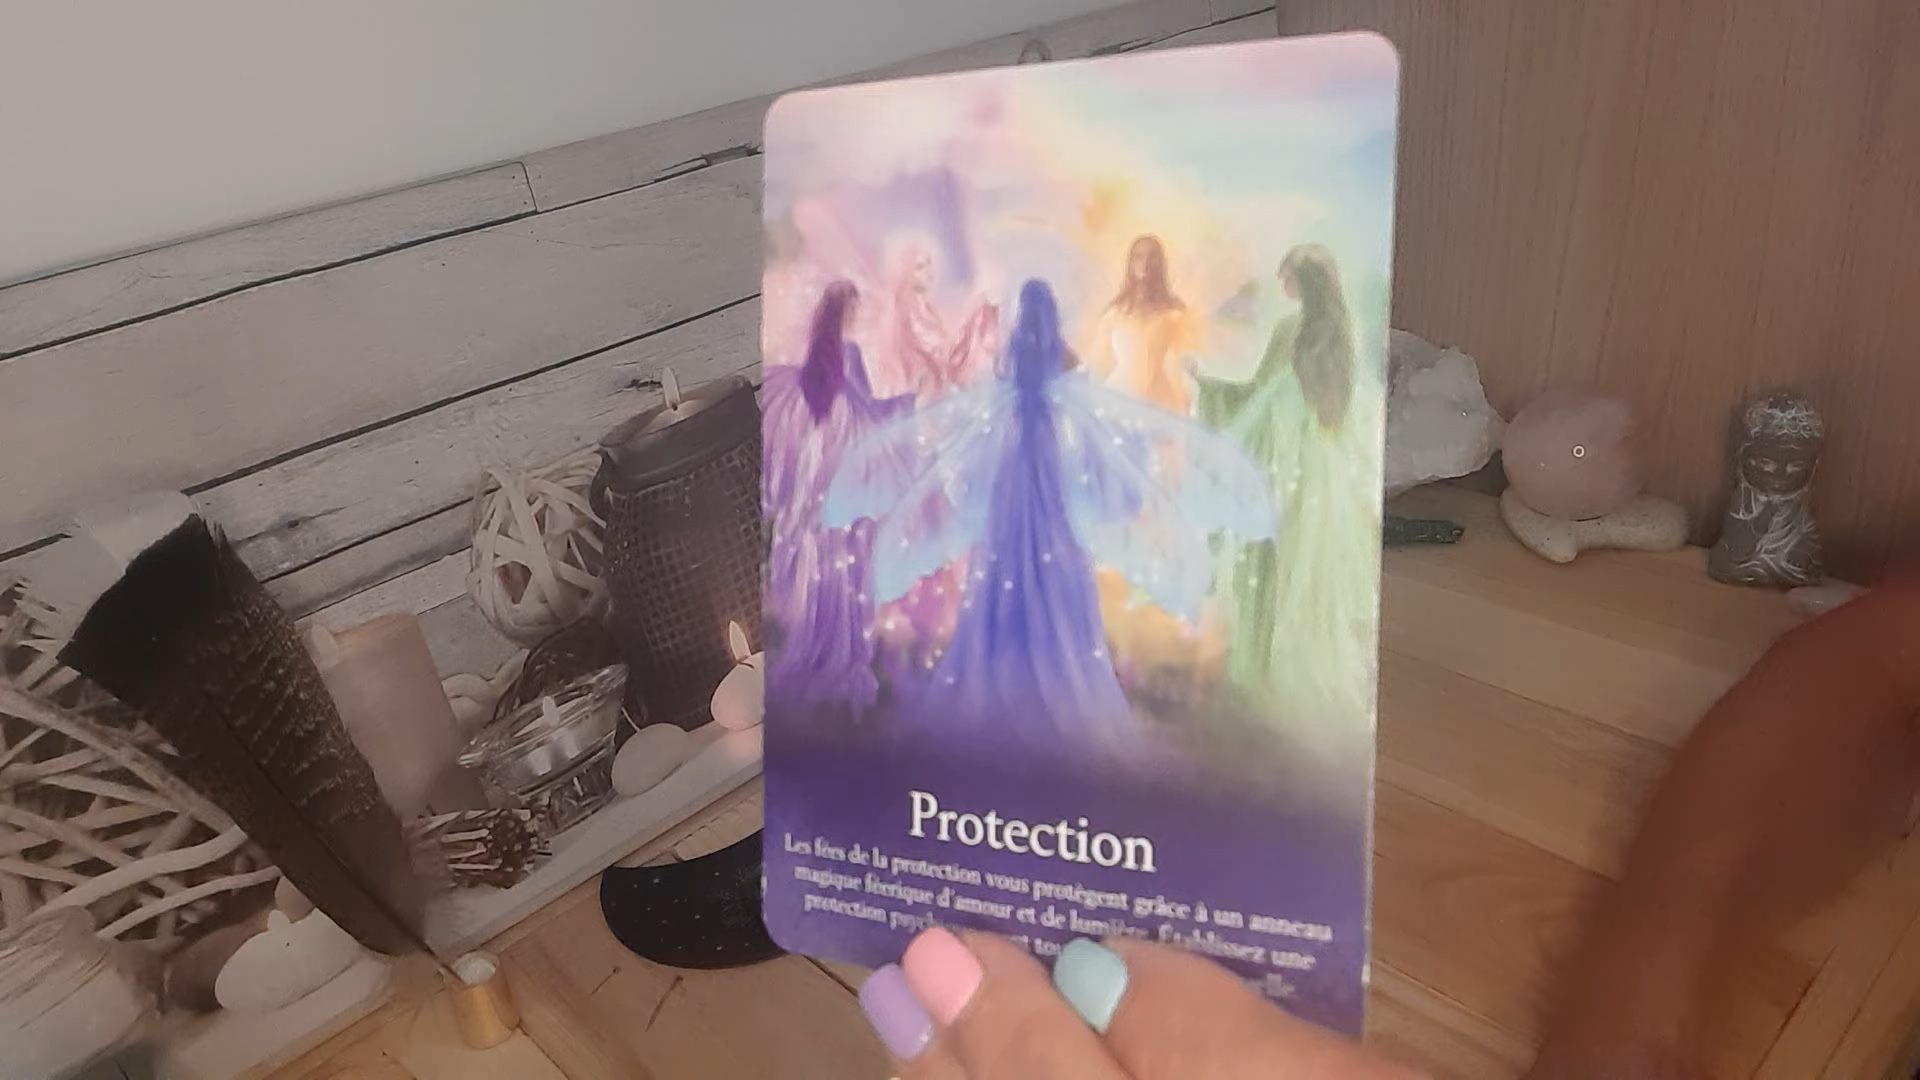 Protection
Les fées de la protection vous protègent grâce à un anneau
magique féerique d'amour et de lumière. Établissez une
protection